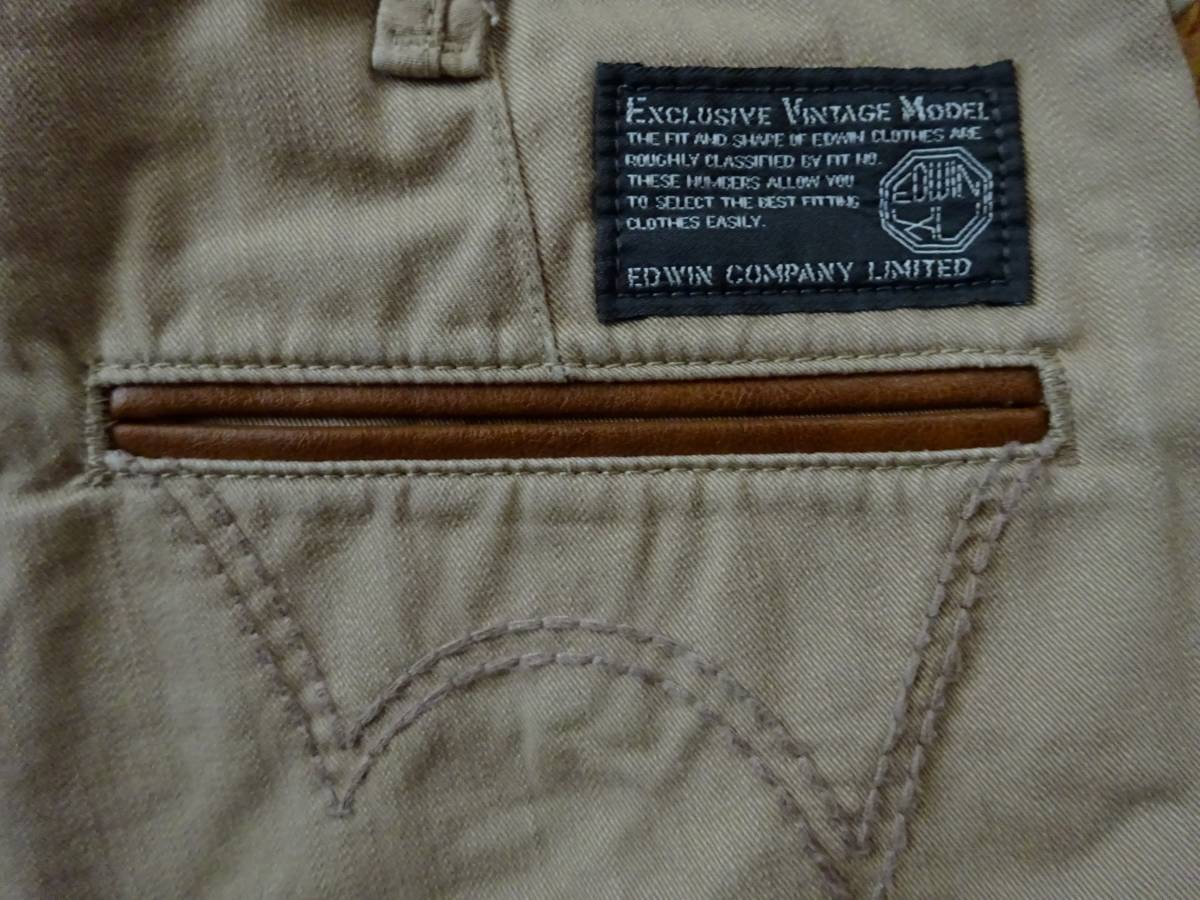 EXCLUSIVE VINTAGE MODEL
THE FIT AND SHAPE OF EDWIN CLOTHES ARE
ROUGHLY CLASSIFIED BY FIT NO.
THESE NUMBERS ALLOW YOU
TO SELECT THE BEST FITTING
CLOTHES EASILY.
EDWIN
XL
EDWIN COMPANY LIMITED